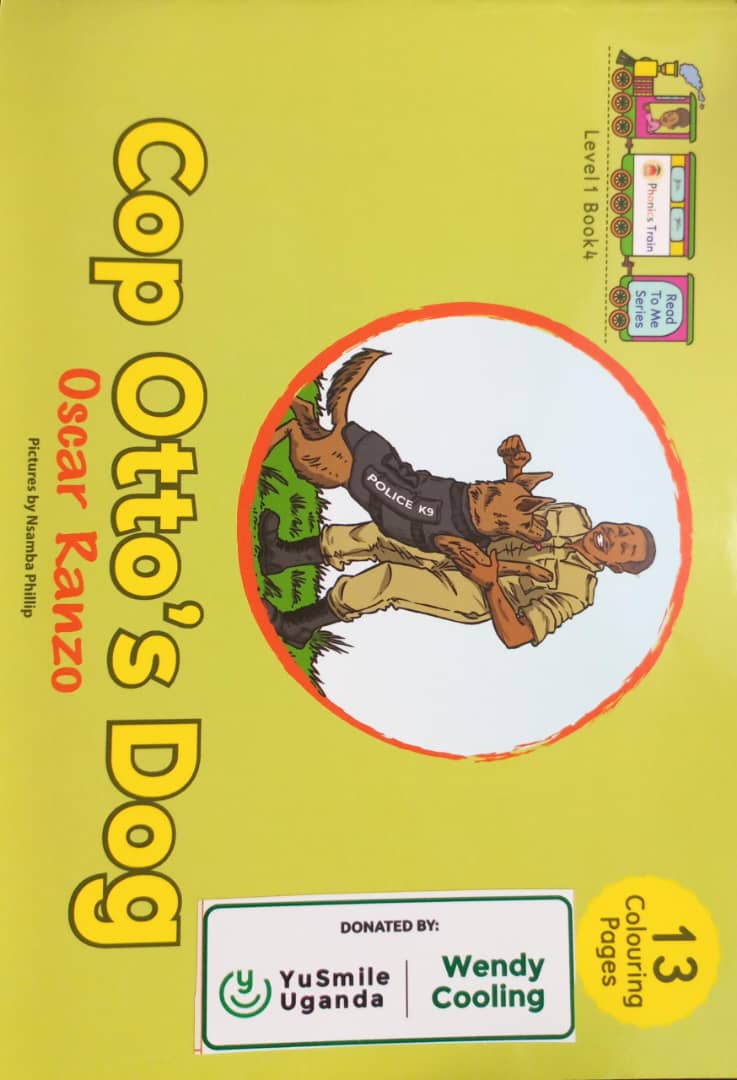 Phonics Train
Read
To Me
Series
Level 1 Book 4
13
Colouring
Pages
POLICE K9
DONATED BY:
YuSmile
Uganda
Wendy
Cooling
Cop Otto's Dog
Oscar Ranzo
Pictures by Nsamba Phillip